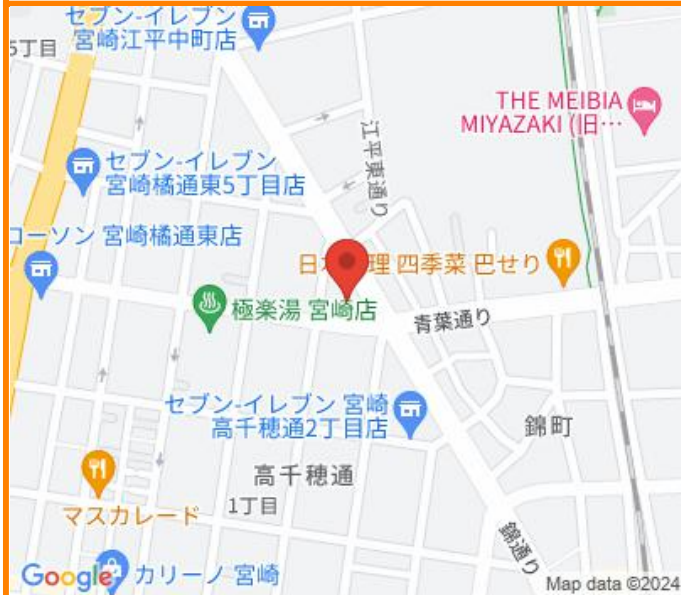 セブン-イレブン
宮崎江平中町店
5丁目
THE MEIBIA
MIYAZAKI (旧…
江平東通り
セブン-イレブン
宮崎橘通東5丁目店
ローソン 宮崎橘通東店
日 理 四季菜 巴せり
極楽湯 宮崎店
青葉通り
セブン-イレブン 宮崎
高千穂通2丁目店
錦町
高千穂通
1丁目
マスカレード
錦通り
Google
カリーノ 宮崎
Map data ©2024